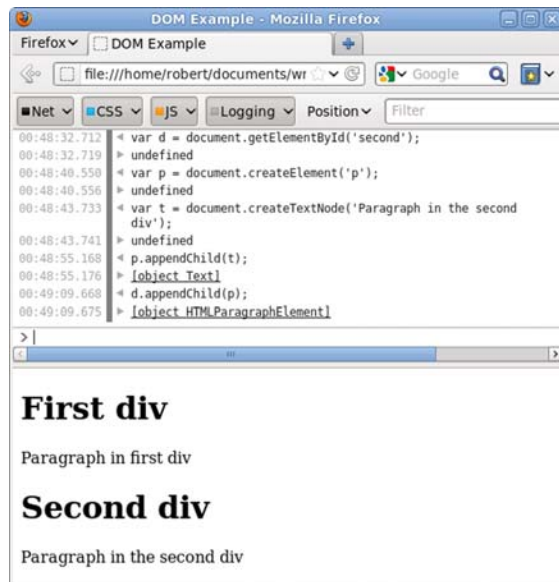 DOM Example - Mozilla Firefox
Firefox
DOM Example
file:///home/robert/documents/wr
Google
Net CSS JS Logging Position Filter
00:48:32.712 var d = document.getElementById('second');
00:48:32.719 undefined
00:48:40.550 var p = document.createElement('p');
00:48:40.556 undefined
00:48:43.733 var t = document.createTextNode('Paragraph in the second
div');
00:48:43.741 undefined
00:48:55.168 p.appendChild(t);
00:48:55.176 [object Text]
00:49:09.668 d.appendChild(p);
00:49:09.675 [object HTMLParagraphElement]
>
First div
Paragraph in first div
Second div
Paragraph in the second div